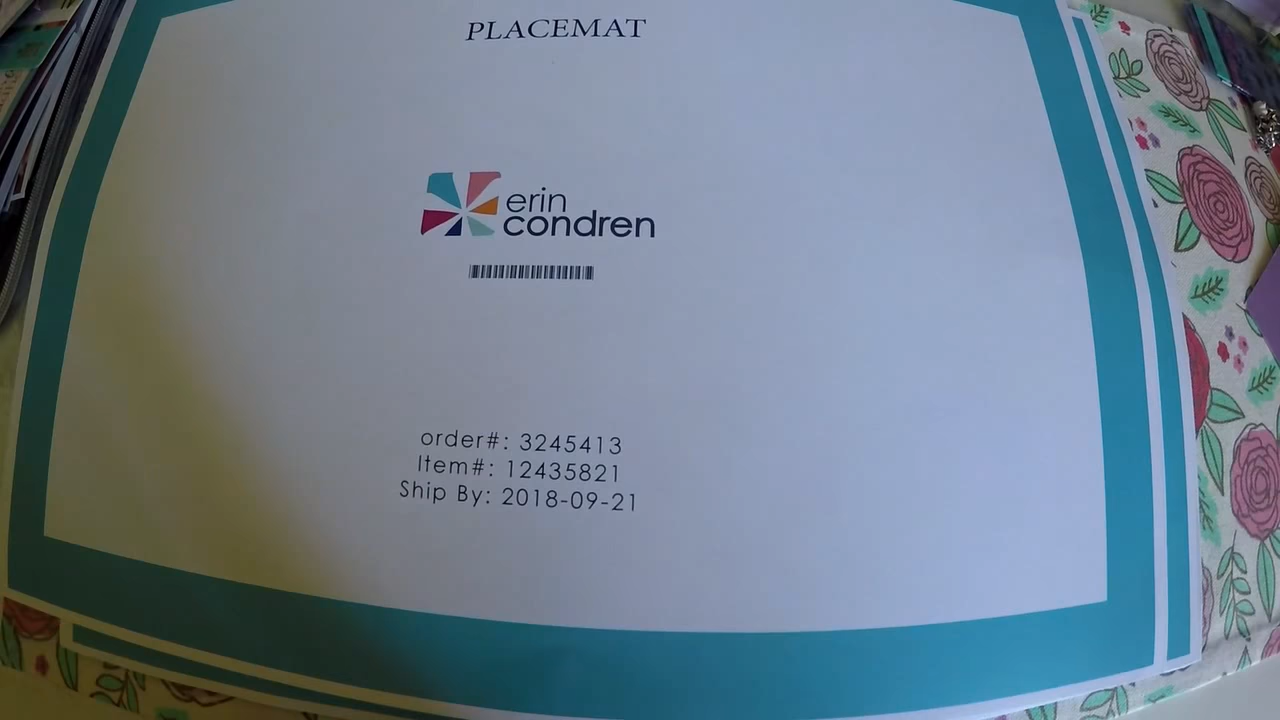 PLACEMAT
erin
condren
order#: 3245413
Item#: 12435821
Ship By: 2018-09-21